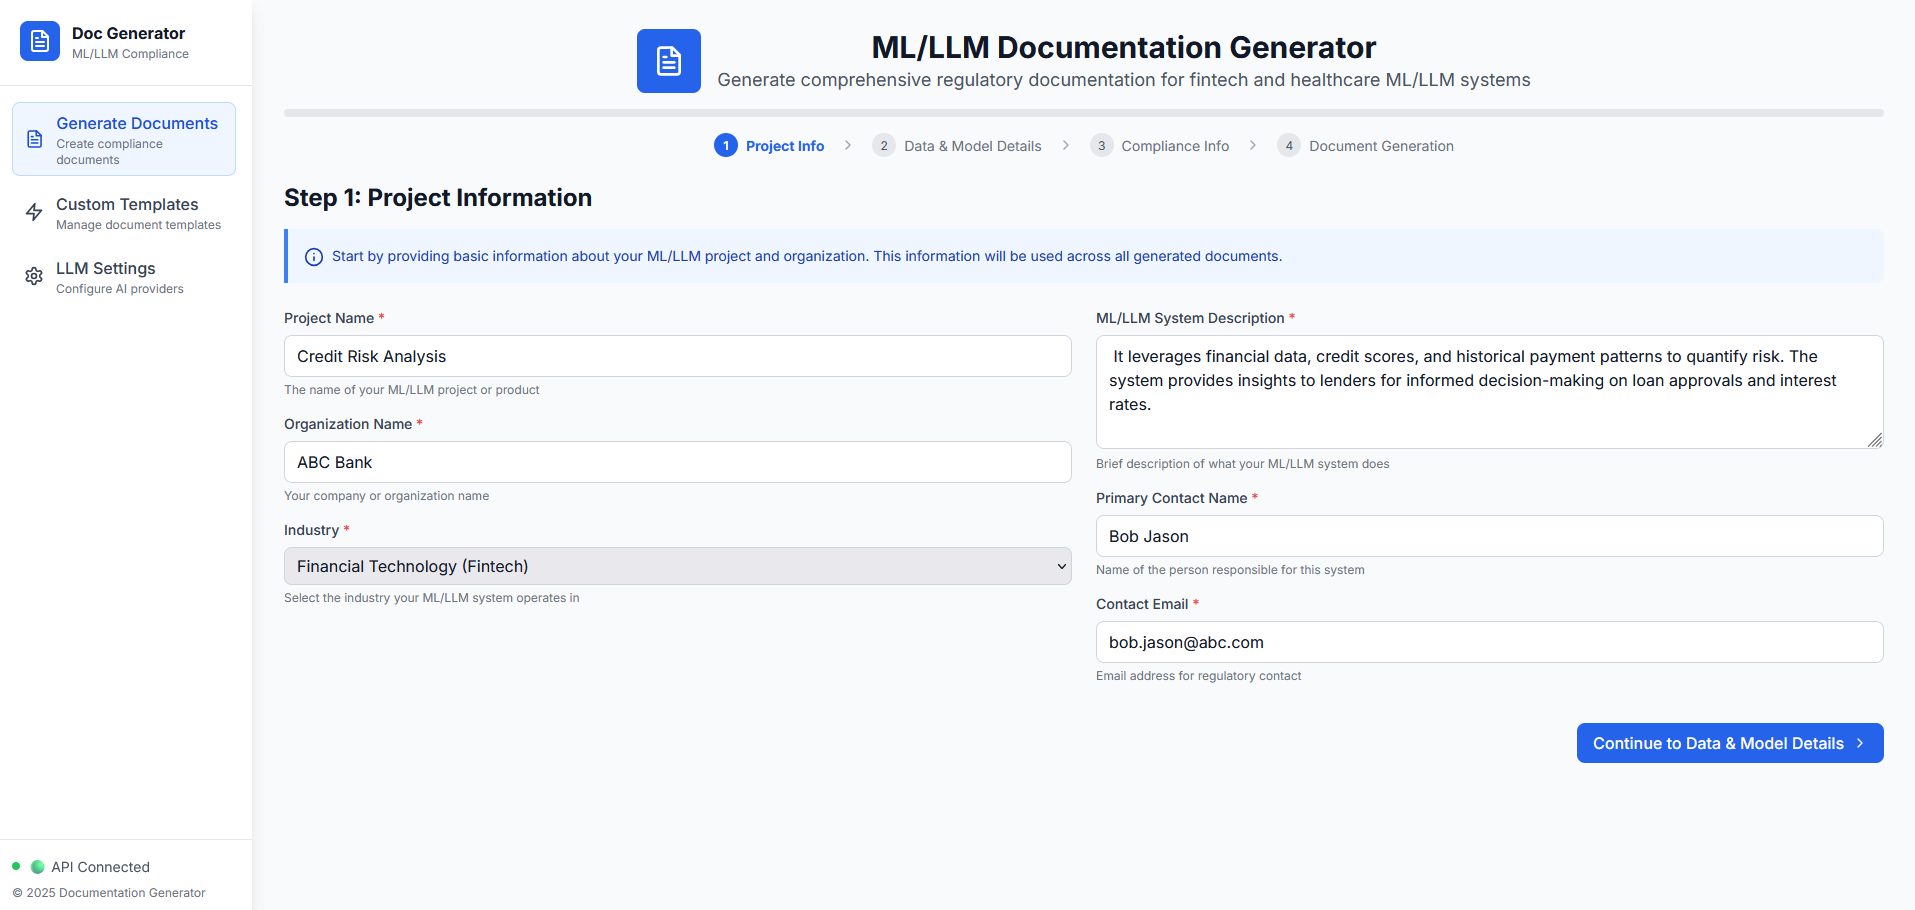 Doc Generator
ML/LLM Compliance
Generate Documents
Create compliance
documents
Custom Templates
Manage document templates
LLM Settings
Configure AI providers
API Connected
© 2025 Documentation Generator
ML/LLM Documentation Generator
Generate comprehensive regulatory documentation for fintech and healthcare ML/LLM systems
1 Project Info > 2 Data & Model Details > 3 Compliance Info > 4 Document Generation
Step 1: Project Information
Start by providing basic information about your ML/LLM project and organization. This information will be used across all generated documents.
Project Name *
Credit Risk Analysis
The name of your ML/LLM project or product
Organization Name *
ABC Bank
Your company or organization name
Industry *
Financial Technology (Fintech)
Select the industry your ML/LLM system operates in
ML/LLM System Description *
It leverages financial data, credit scores, and historical payment patterns to quantify risk. The
system provides insights to lenders for informed decision-making on loan approvals and interest
rates.
Brief description of what your ML/LLM system does
Primary Contact Name *
Bob Jason
Name of the person responsible for this system
Contact Email *
bob.jason@abc.com
Email address for regulatory contact
Continue to Data & Model Details >